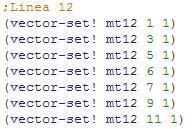 ;Linea 12
(vector-set! mt12 1 1)
(vector-set! mt12 3 1)
(vector-set! mt12 5 1)
(vector-set! mt12 6 1)
(vector-set! mt12 7 1)
(vector-set! mt12 9 1)
(vector-set! mt12 11 1)